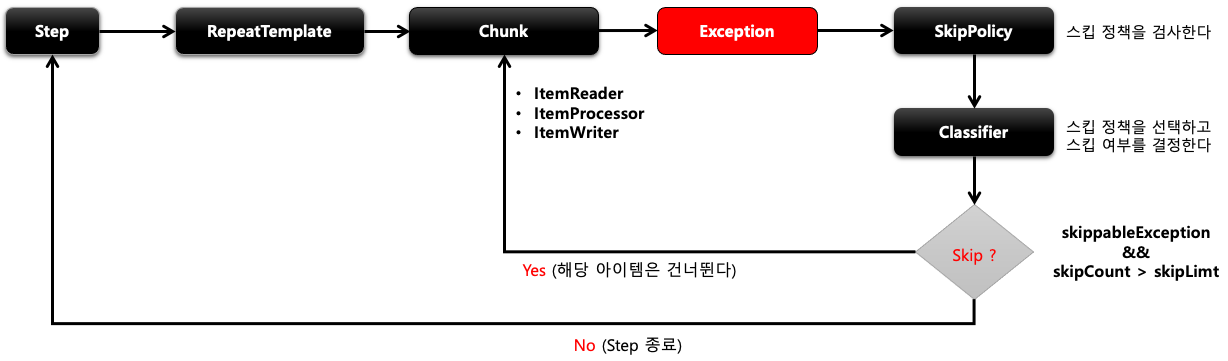 Step
RepeatTemplate
Chunk
Exception
SkipPolicy
스킵 정책을 검사한다
• ItemReader
• ItemProcessor
• ItemWriter
Classifier
스킵 정책을 선택하고
스킵 여부를 결정한다
Skip ?
skippableException
&&
skipCount > skipLimt
Yes (해당 아이템은 건너뛴다)
No (Step 종료)